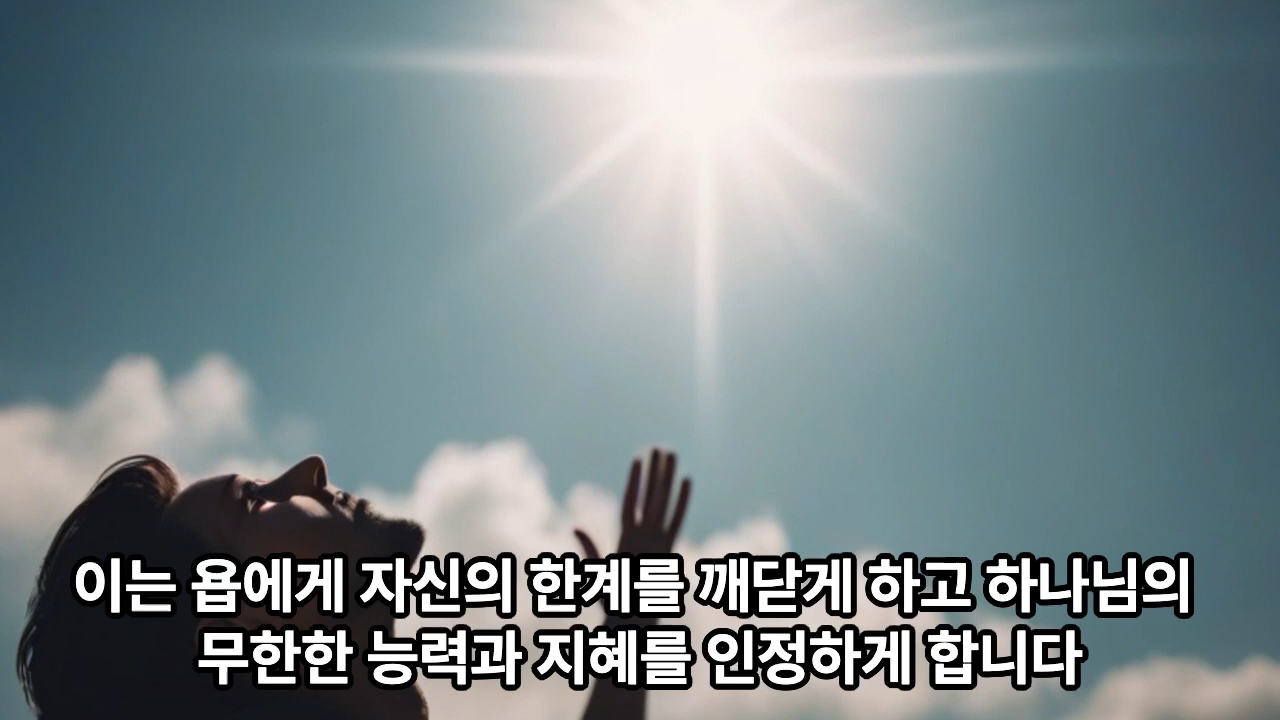 이는 욥에게 자신의 한계를 깨닫게 하고 하나님의
무한한 능력과 지혜를 인정하게 합니다